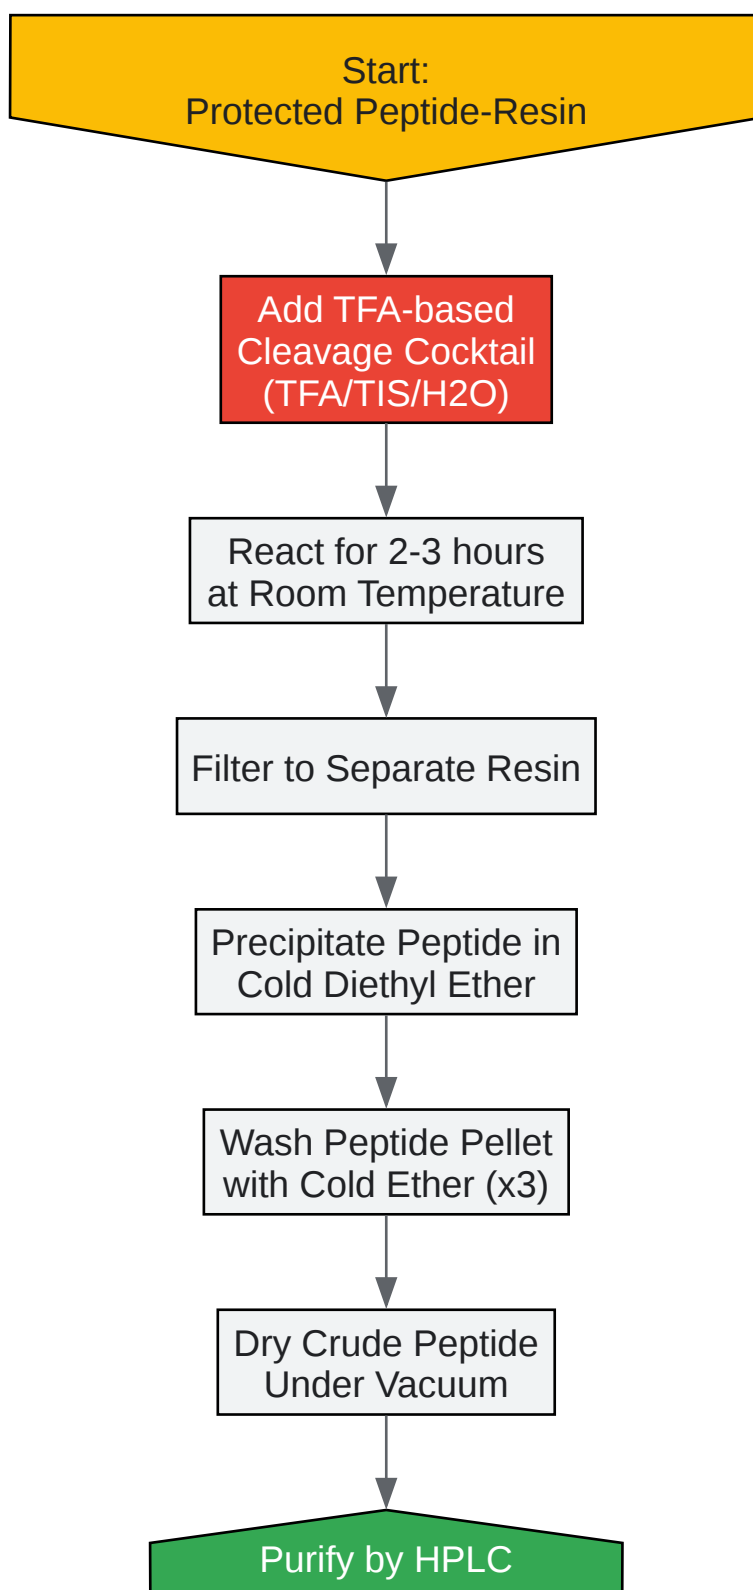 Start:
Protected Peptide-Resin
Add TFA-based
Cleavage Cocktail
(TFA/TIS/H2O)
React for 2-3 hours
at Room Temperature
Filter to Separate Resin
Precipitate Peptide in
Cold Diethyl Ether
Wash Peptide Pellet
with Cold Ether (x3)
Dry Crude Peptide
Under Vacuum
Purify by HPLC